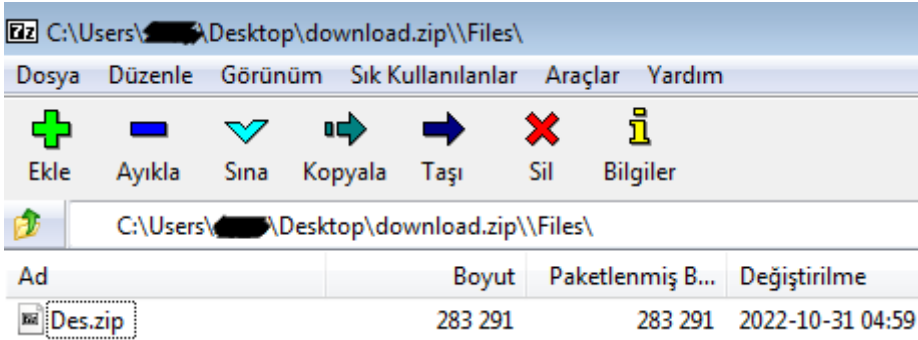 C:\Users\ \Desktop\download.zip\\Files\
Dosya Düzenle Görünüm Sık Kullanılanlar Araçlar Yardım
Ekle Ayıkla Sına Kopyala Taşı Sil Bilgiler
C:\Users\ \Desktop\download.zip\\Files\
Ad Boyut Paketlenmiş B... Değiştirilme
Des.zip 283 291 283 291 2022-10-31 04:59